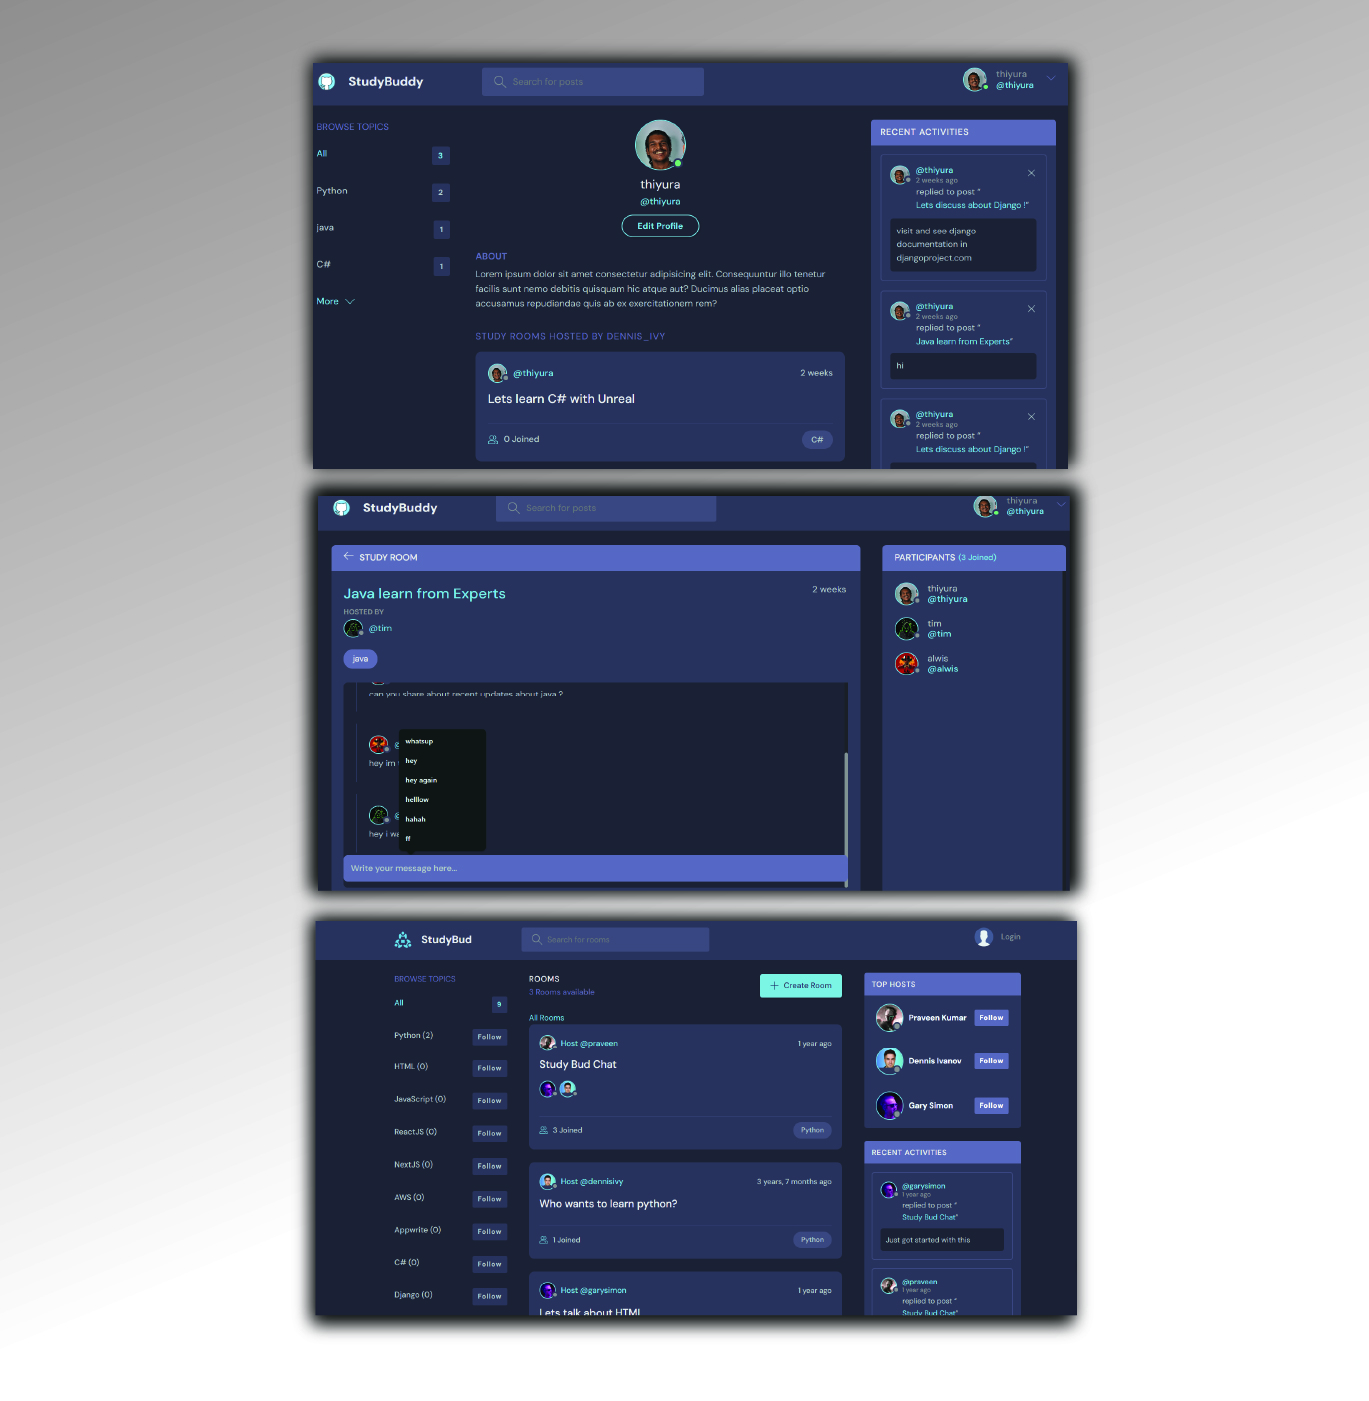 StudyBuddy
Search for posts
thiyura
@thiyura
BROWSE TOPICS
All
3
Python
2
java
1
C#
1
More
thiyura
@thiyura
Edit Profile
ABOUT
Lorem ipsum dolor sit amet consectetur adipisicing elit. Consequuntur illo tenetur
facilis sunt nemo debitis quisquam hic atque aut? Ducimus alias placeat optio
accusamus repudiandae quis ab ex exercitationem rem?
STUDY ROOMS HOSTED BY DENNIS_IVY
@thiyura
2 weeks
Lets learn C# with Unreal
0 Joined
C#
RECENT ACTIVITIES
@thiyura
2 weeks ago
replied to post “
Lets discuss about Django !”
visit and see django
documentation in
djangoproject.com
@thiyura
2 weeks ago
replied to post “
Java learn from Experts”
hi
@thiyura
2 weeks ago
replied to post “
Lets discuss about Django !”
StudyBuddy
Search for posts
thiyura
@thiyura
STUDY ROOM
Java learn from Experts
2 weeks
HOSTED BY
@tim
java
can you share about recent updates about java ?
@
hey im
@
hey i wa
whatsup
hey
hey again
helllow
hahah
ff
Write your message here...
PARTICIPANTS (3 Joined)
thiyura
@thiyura
tim
@tim
alwis
@alwis
StudyBud
Search for rooms
Login
BROWSE TOPICS
All
9
Python (2)
Follow
HTML (0)
Follow
JavaScript (0)
Follow
ReactJS (0)
Follow
NextJS (0)
Follow
AWS (0)
Follow
Appwrite (0)
Follow
C# (0)
Follow
Django (0)
Follow
ROOMS
3 Rooms available
Create Room
All Rooms
Host @praveen
1 year ago
Study Bud Chat
3 Joined
Python
Host @dennisivy
3 years, 7 months ago
Who wants to learn python?
1 Joined
Python
Host @garysimon
1 year ago
Lets talk about HTML
TOP HOSTS
Praveen Kumar
Follow
Dennis Ivanov
Follow
Gary Simon
Follow
RECENT ACTIVITIES
@garysimon
1 year ago
replied to post “
Study Bud Chat”
Just got started with this
@praveen
1 year ago
replied to post “
Study Bud Chat”